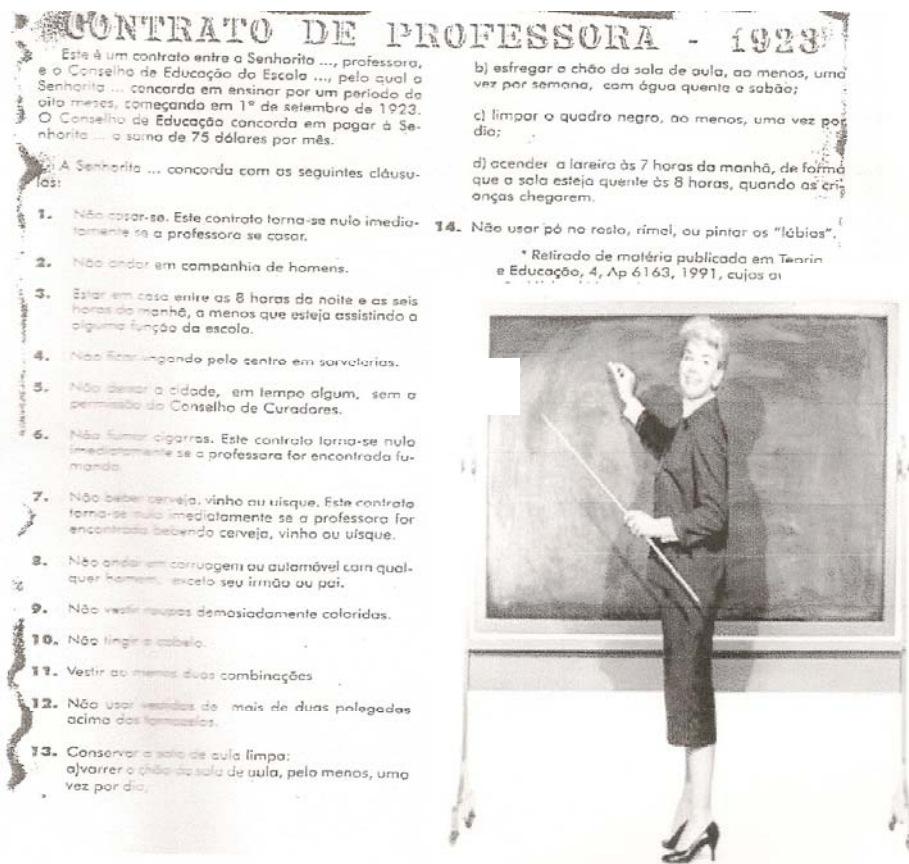 CONTRATO DE PROFESSORA - 1923
Este é um contrato entre a Senhorita ..., professora,
e o Conselho de Educação da Escola ..., pelo qual a
Senhorita ... concorda em ensinar por um período de
oito meses, começando em 1º de setembro de 1923.
O Conselho de Educação concorda em pagar à Se-
nhorita ... a soma de 75 dólares por mês.
A Senhorita ... concorda com as seguintes cláusu-
las:
1. Não casar-se. Este contrato torna-se nulo imedia-
tamente se a professora se casar.
2. Não andar em companhia de homens.
3. Estar em casa entre as 8 horas da noite e as seis
horas da manhã, a menos que esteja assistindo a
alguma função da escola.
4. Não ficar vagando pelo centro em sorveterias.
5. Não deixar a cidade, em tempo algum, sem a
permissão do Conselho de Curadores.
6. Não fumar cigarros. Este contrato torna-se nulo
imediatamente se a professora for encontrada fu-
mando.
7. Não beber cerveja, vinho ou uísque. Este contrato
torna-se nulo imediatamente se a professora for
encontrada bebendo cerveja, vinho ou uísque.
8. Não andar em carruagem ou automóvel com qual-
quer homem, exceto seu irmão ou pai.
9. Não vestir roupas demasiadamente coloridas.
10. Não tingir o cabelo.
11. Vestir ao menos duas combinações
12. Não usar vestidos de mais de duas polegadas
acima dos tornozelos.
13. Conservar a sala de aula limpa:
a)varrer o chão da sala de aula, pelo menos, uma
vez por dia,
b) esfregar o chão da sala de aula, ao menos, uma
vez por semana, com água quente e sabão;
c) limpar o quadro negro, ao menos, uma vez por
dia;
d) acender a lareira às 7 horas da manhã, de forma
que a sala esteja quente às 8 horas, quando as cri-
anças chegarem.
14. Não usar pó no rosto, rímel, ou pintar os "lábios".
* Retirado de matéria publicada em Teoria
e Educação, 4, Ap 6163, 1991, cujos